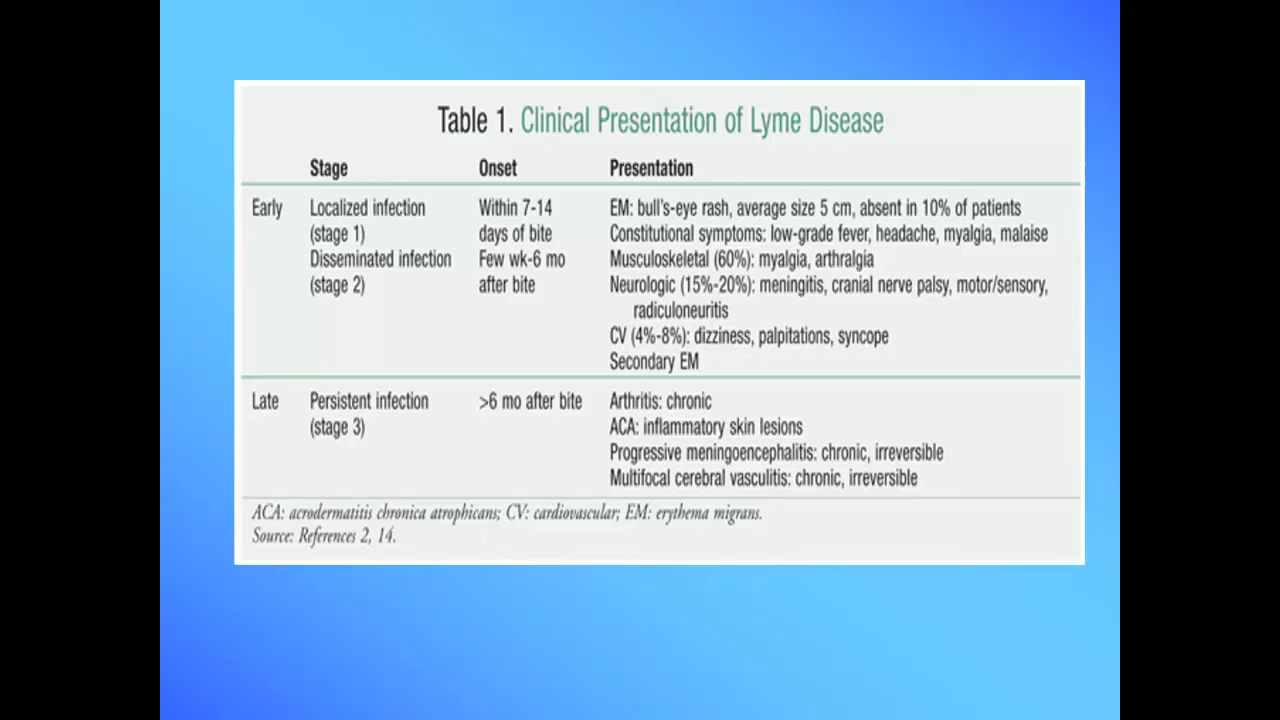 Table 1. Clinical Presentation of Lyme Disease
Stage Onset Presentation
Early Localized infection Within 7-14 EM: bull's-eye rash, average size 5 cm, absent in 10% of patients
(stage 1) days of bite Constitutional symptoms: low-grade fever, headache, myalgia, malaise
Disseminated infection Few wk-6 mo Musculoskeletal (60%): myalgia, arthralgia
(stage 2) after bite Neurologic (15%-20%): meningitis, cranial nerve palsy, motor/sensory,
radiculoneuritis
CV (4%-8%): dizziness, palpitations, syncope
Secondary EM
Late Persistent infection >6 mo after bite Arthritis: chronic
(stage 3) ACA: inflammatory skin lesions
Progressive meningoencephalitis: chronic, irreversible
Multifocal cerebral vasculitis: chronic, irreversible
ACA: acrodermatitis chronica atrophicans; CV: cardiovascular; EM: erythema migrans.
Source: References 2, 14.